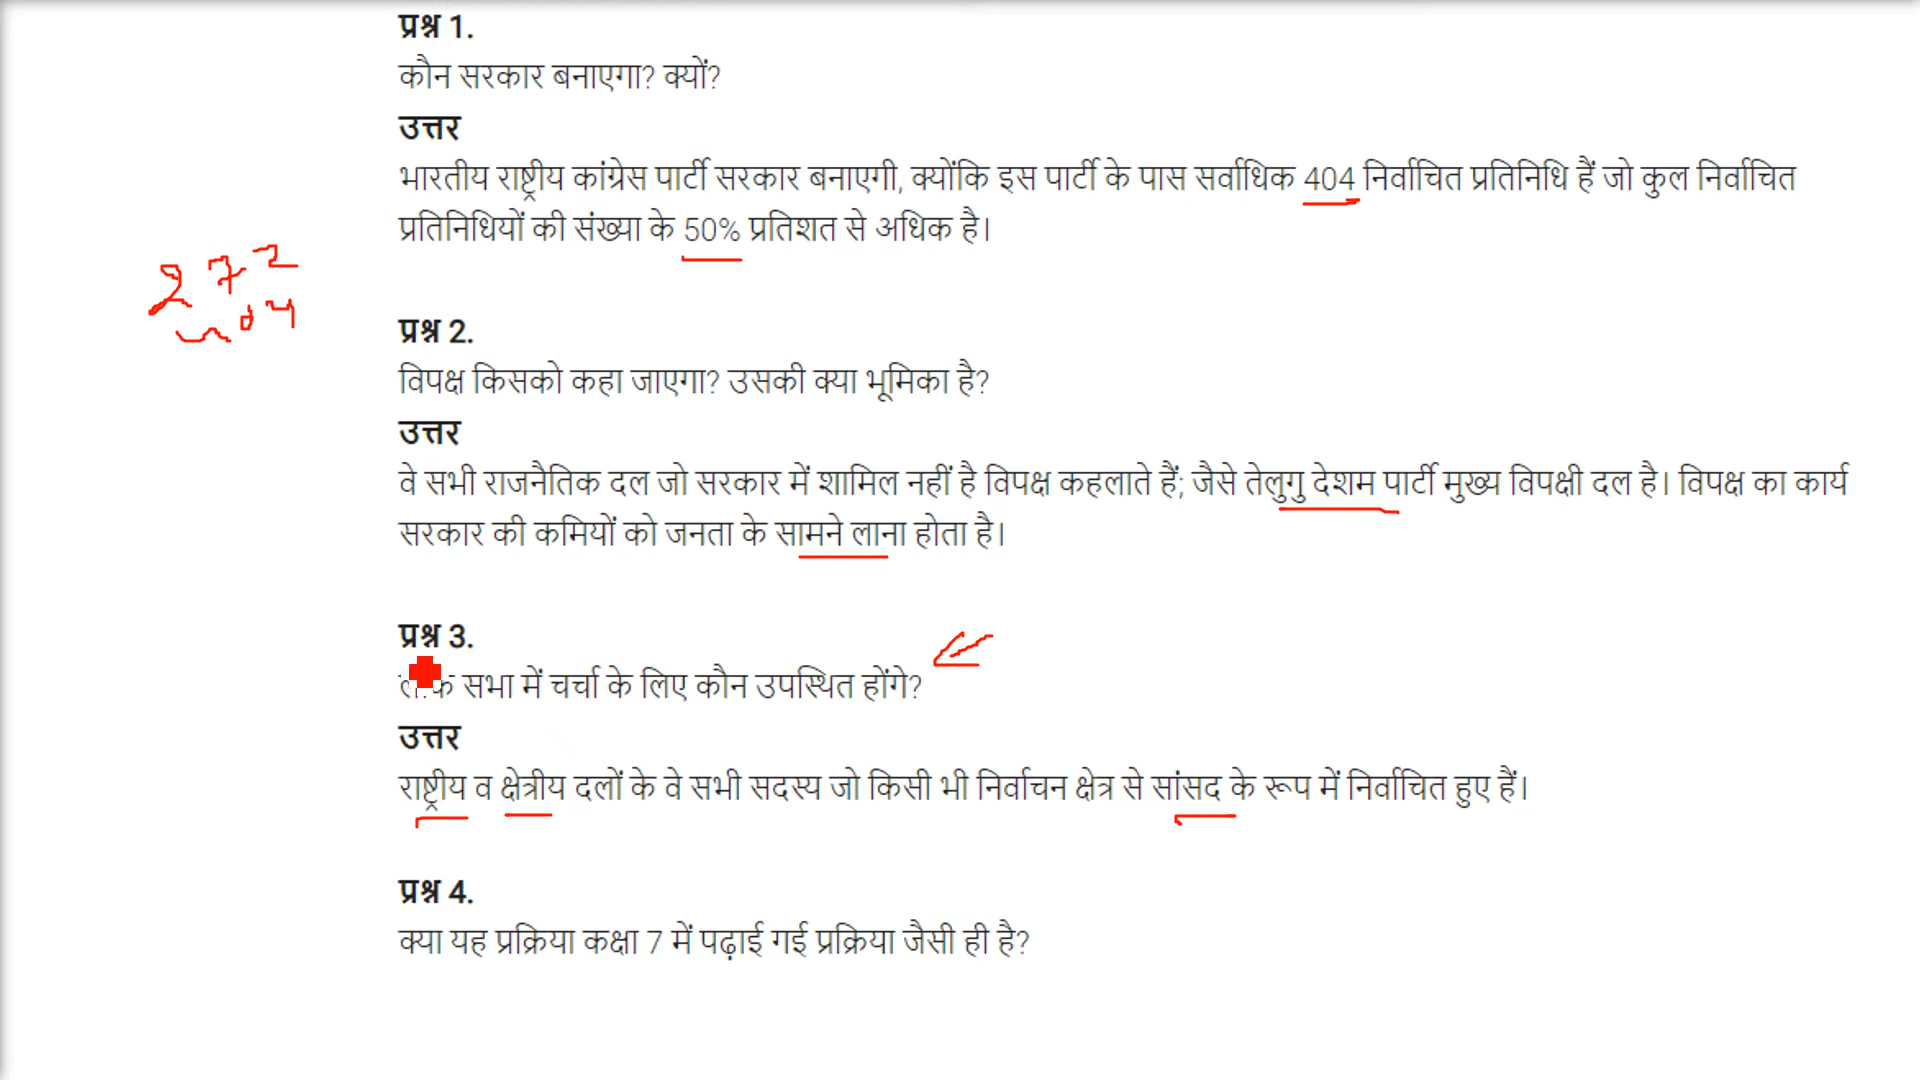 प्रश्न 1.
कौन सरकार बनाएगा? क्यों?
उत्तर
भारतीय राष्ट्रीय कांग्रेस पार्टी सरकार बनाएगी, क्योंकि इस पार्टी के पास सर्वाधिक 404 निर्वाचित प्रतिनिधि हैं जो कुल निर्वाचित
प्रतिनिधियों की संख्या के 50% प्रतिशत से अधिक है।
272
प्रश्न 2.
विपक्ष किसको कहा जाएगा? उसकी क्या भूमिका है?
उत्तर
वे सभी राजनैतिक दल जो सरकार में शामिल नहीं है विपक्ष कहलाते हैं; जैसे तेलुगु देशम पार्टी मुख्य विपक्षी दल है। विपक्ष का कार्य
सरकार की कमियों को जनता के सामने लाना होता है।
प्रश्न 3.
सभा में चर्चा के लिए कौन उपस्थित होंगे?
उत्तर
राष्ट्रीय व क्षेत्रीय दलों के वे सभी सदस्य जो किसी भी निर्वाचन क्षेत्र से सांसद के रूप में निर्वाचित हुए हैं।
प्रश्न 4.
क्या यह प्रक्रिया कक्षा 7 में पढ़ाई गई प्रक्रिया जैसी ही है?